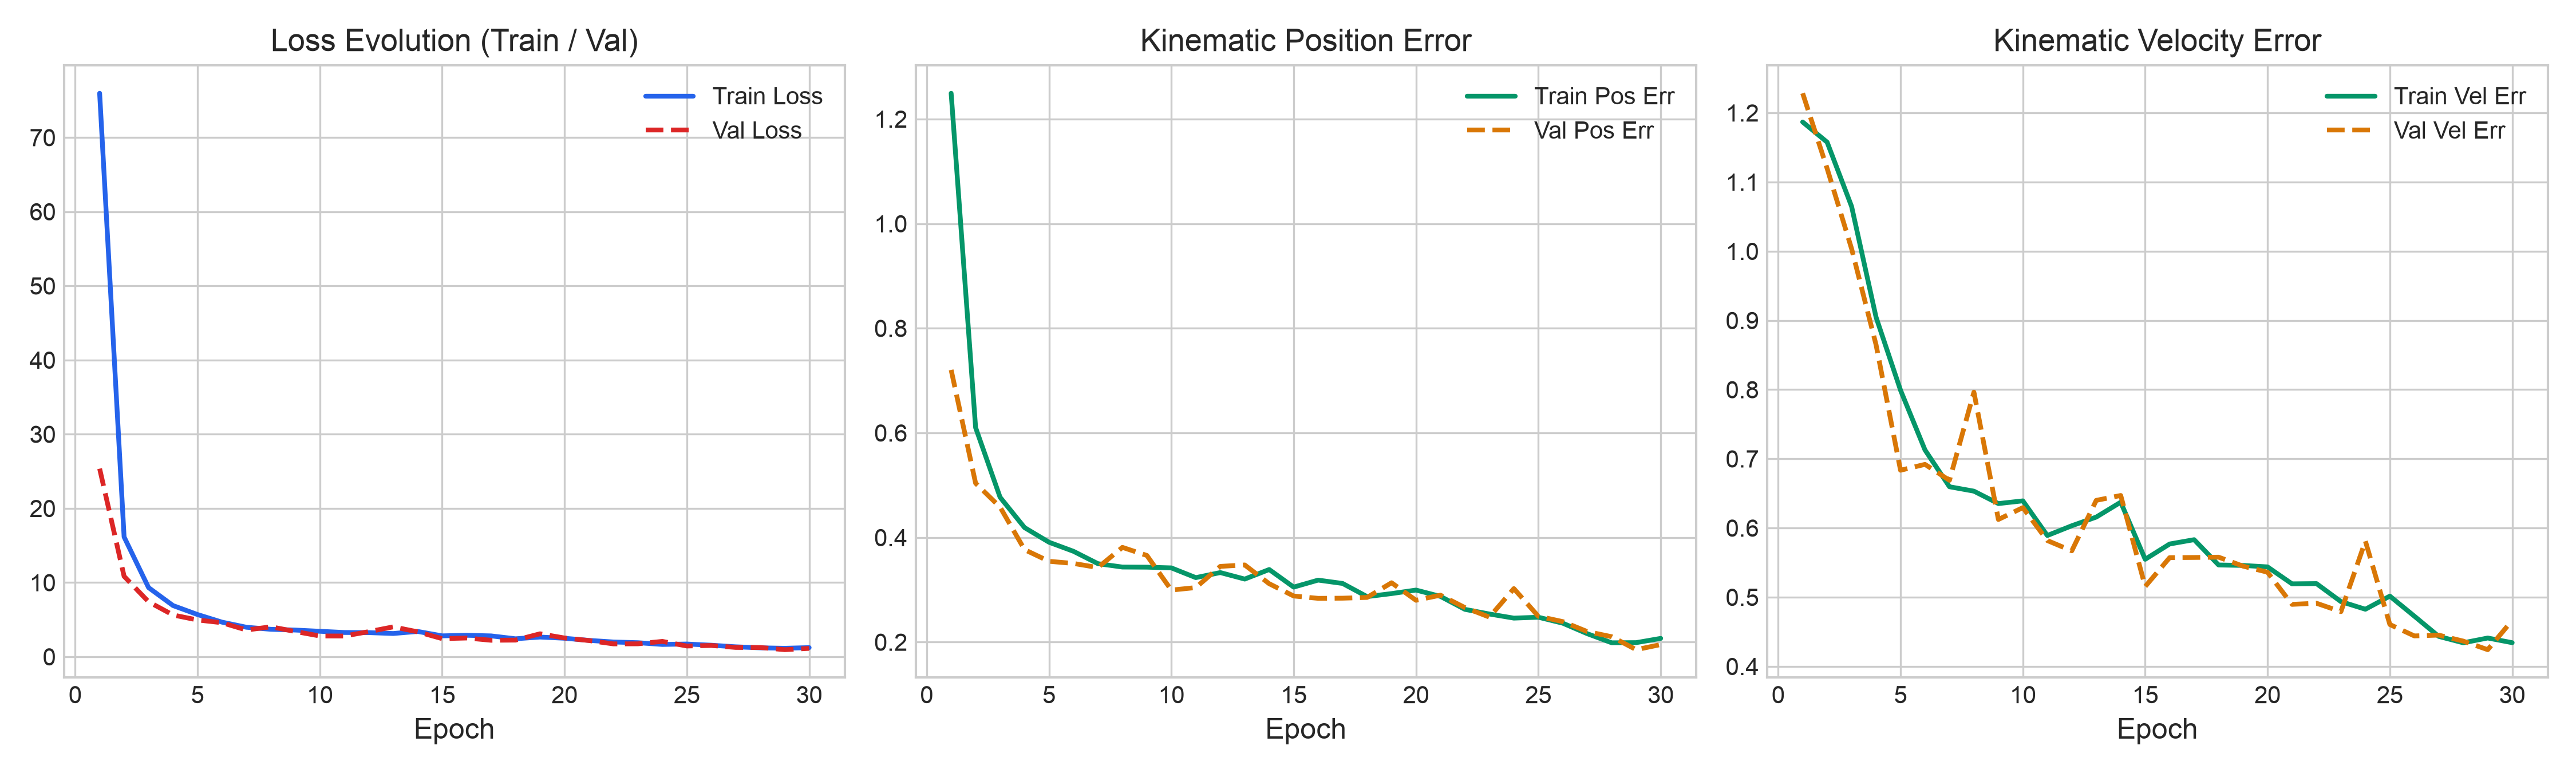 Loss Evolution (Train / Val)
Train Loss
Val Loss
70
60
50
40
30
20
10
0
0 5 10 15 20 25 30
Epoch
Kinematic Position Error
Train Pos Err
Val Pos Err
1.2
1.0
0.8
0.6
0.4
0.2
0 5 10 15 20 25 30
Epoch
Kinematic Velocity Error
Train Vel Err
Val Vel Err
1.2
1.1
1.0
0.9
0.8
0.7
0.6
0.5
0.4
0 5 10 15 20 25 30
Epoch